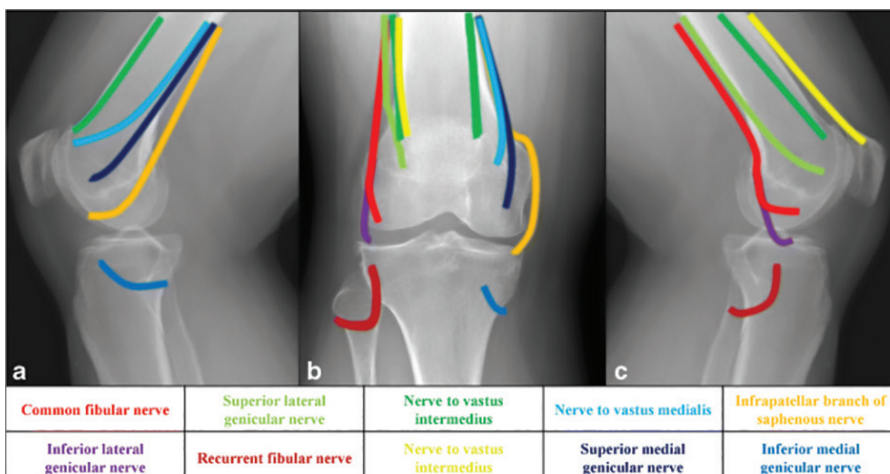 a b c
Common fibular nerve
Superior lateral
genicular nerve
Nerve to vastus
intermedius
Nerve to vastus medialis
Infrapatellar branch of
saphenous nerve
Inferior lateral
genicular nerve
Recurrent fibular nerve
Nerve to vastus
intermedius
Superior medial
genicular nerve
Inferior medial
genicular nerve